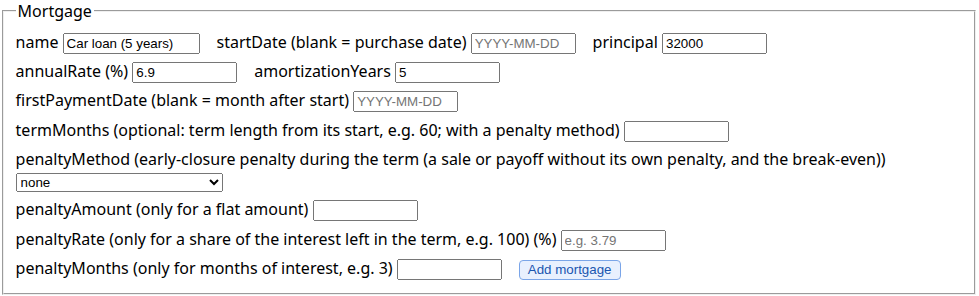 Mortgage
name Car loan (5 years) startDate (blank = purchase date) YYYY-MM-DD principal 32000
annualRate (%) 6.9 amortizationYears 5
firstPaymentDate (blank = month after start) YYYY-MM-DD
termMonths (optional: term length from its start, e.g. 60; with a penalty method)
penaltyMethod (early-closure penalty during the term (a sale or payoff without its own penalty, and the break-even))
none
penaltyAmount (only for a flat amount)
penaltyRate (only for a share of the interest left in the term, e.g. 100) (%) e.g. 3.79
penaltyMonths (only for months of interest, e.g. 3) Add mortgage